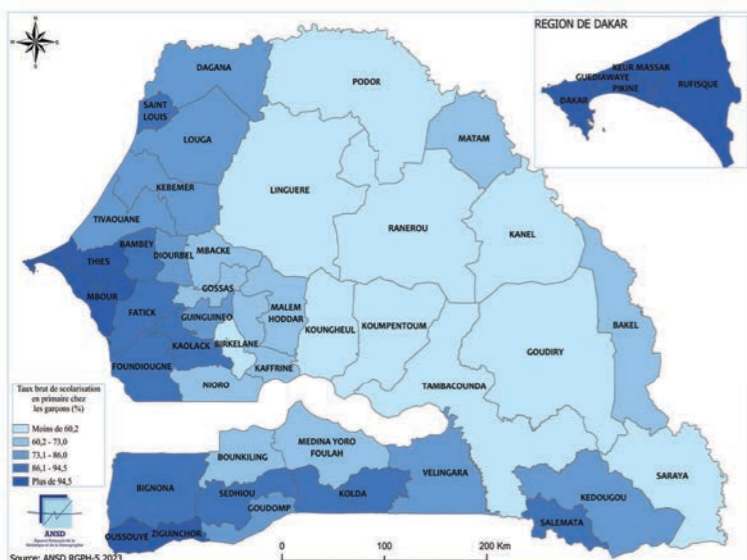 REGION DE DAKAR
KEUR MASSAR
GUEDIAWAYE
RUFISQUE
PIKINE
DAKAR
N
W
E
S
DAGANA
PODOR
SAINT
LOUIS
LOUGA
MATAM
KEBEMER
LINGUERE
TIVAOUANE
RANEROU
KANEL
BAMBEY
MBACKE
DIOURBEL
THIES
GOSSAS
MBOUR
MALEM
HODDAR
FATICK
GUINGUINEO
KOUNGHEUL
KOUMPENTOUM
BAKEL
KAOLACK
BIRKELANE
GOUDIRY
FOUNDIOUGNE
KAFFRINE
NIORO
TAMBACOUNDA
Taux brut de scolarisation
en primaire chez
les garçons (%)
Moins de 60,2
60,2 - 73,0
73,1 - 86,0
86,1 - 94,5
Plus de 94,5
MEDINA YORO
FOULAH
BOUNKILING
VELINGARA
SARAYA
BIGNONA
SEDHIOU
KOLDA
KEDOUGOU
GOUDOMP
SALEMATA
OUSSOUYE
ZIGUINCHOR
ANSD
0
100
200 Km
Source: ANSD RGPH-5 2023